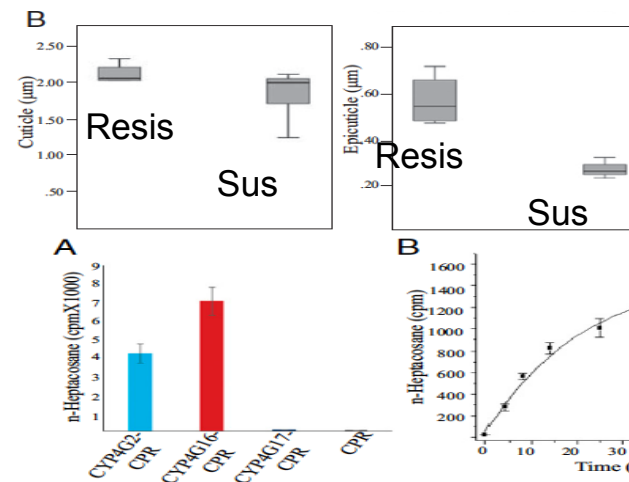 B
Cuticle (μm)
2.50
2.00
1.50
1.00
.50
Resis
Sus
Epicuticle (μm)
.80
.60
.40
.20
Resis
Sus
A
n-Heptacosane (cpmX1000)
9
8
7
6
5
4
3
2
1
CYP4G2-
CPR
CYP4G16-
CPR
CYP4G17-
CPR
CPR
B
n-Heptacosane (cpm)
1600
1400
1200
1000
800
600
400
200
0
10
20
30
Time (